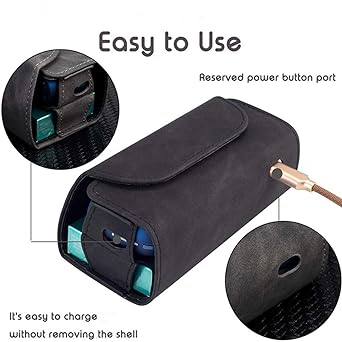 Easy to Use
Reserved power button port
It's easy to charge
without removing the shell